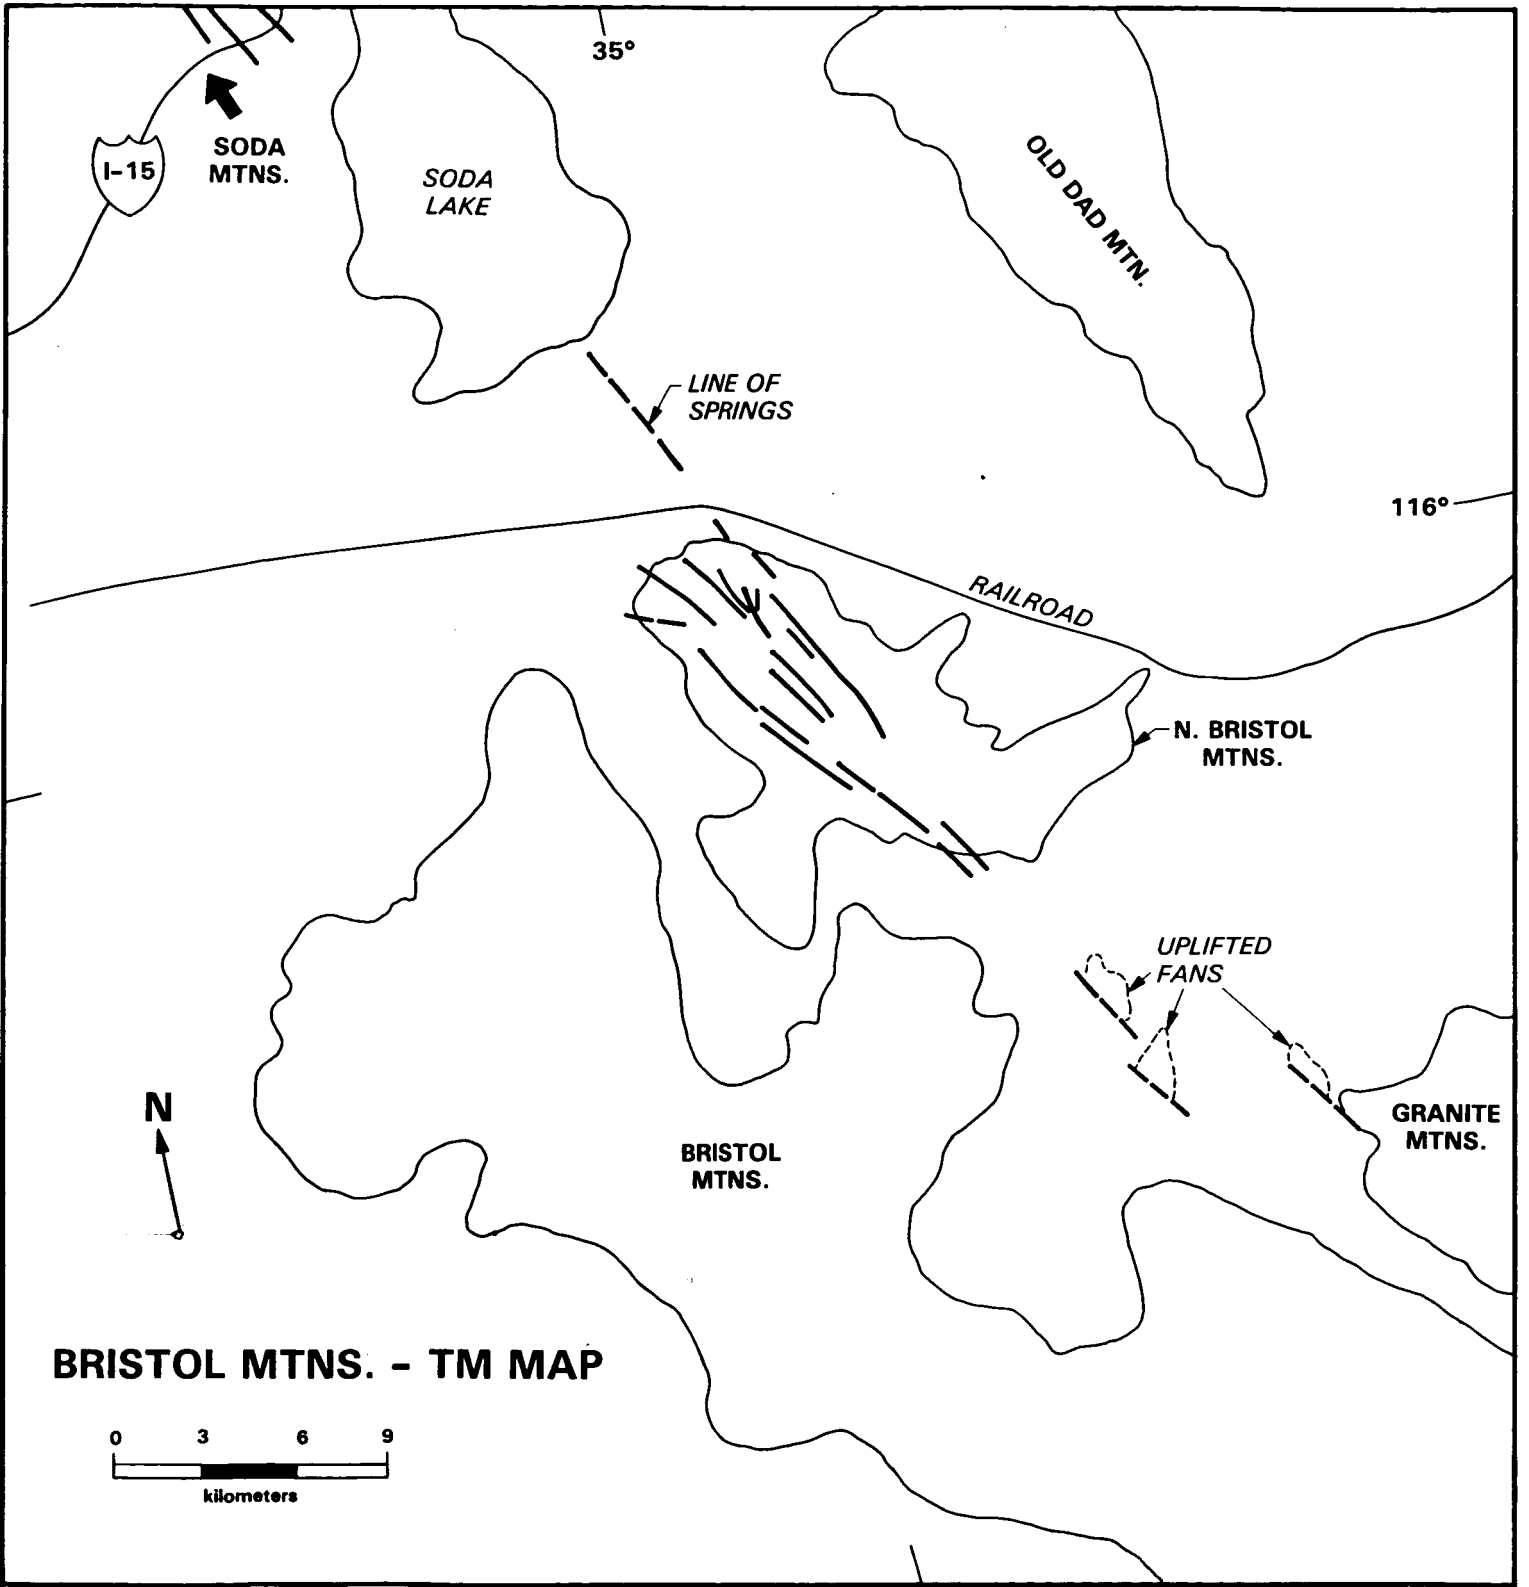 35°
I-15
SODA
MTNS.
SODA
LAKE
OLD DAD MTN.
LINE OF
SPRINGS
116°
RAILROAD
N. BRISTOL
MTNS.
UPLIFTED
FANS
N
GRANITE
MTNS.
BRISTOL
MTNS.
BRISTOL MTNS. - TM MAP
0 3 6 9
kilometers